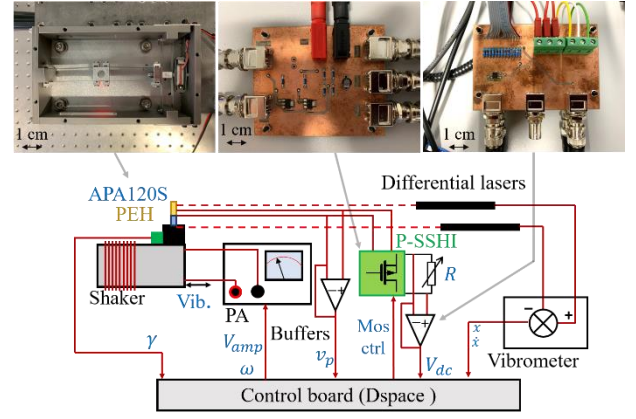 1 cm
1 cm
1 cm
Differential lasers
APA120S
PEH
P-SSHI
R
Shaker
Vib.
PA
Buffers
Mos
ctrl
− +
− +
− +
Vibrometer
γ
V_amp
ω
v_p
V_dc
x
ẋ
Control board (Dspace )